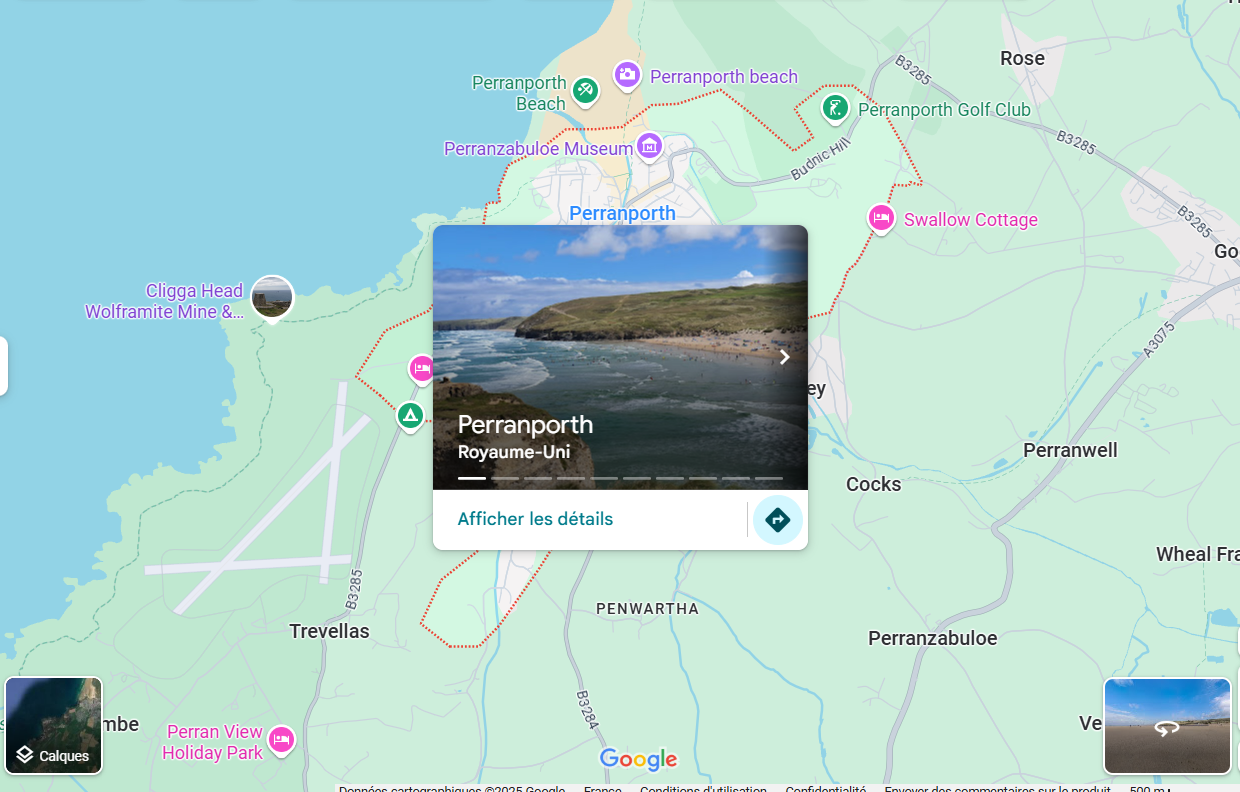 Rose
B3285
Perranporth beach
Perranporth
Beach
Perranporth Golf Club
B3285
Perranzabuloe Museum
Budnic Hill
Perranporth
Swallow Cottage
B3285
Go
Cligga Head
Wolframite Mine &...
A3075
ey
Perranporth
Royaume-Uni
Perranwell
Cocks
Afficher les détails
Wheal Fra
B3285
PENWARTHA
Trevellas
Perranzabuloe
B3284
mbe
Ve
Perran View
Holiday Park
Calques
Google
Données cartographiques ©2025 Google France Conditions d'utilisation Confidentialité Envoyer des commentaires sur le produit 500 m